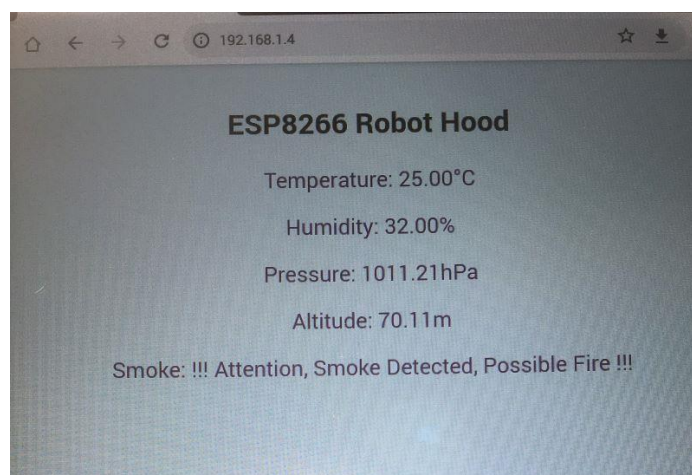 192.168.1.4
ESP8266 Robot Hood
Temperature: 25.00°C
Humidity: 32.00%
Pressure: 1011.21hPa
Altitude: 70.11m
Smoke: !!! Attention, Smoke Detected, Possible Fire !!!